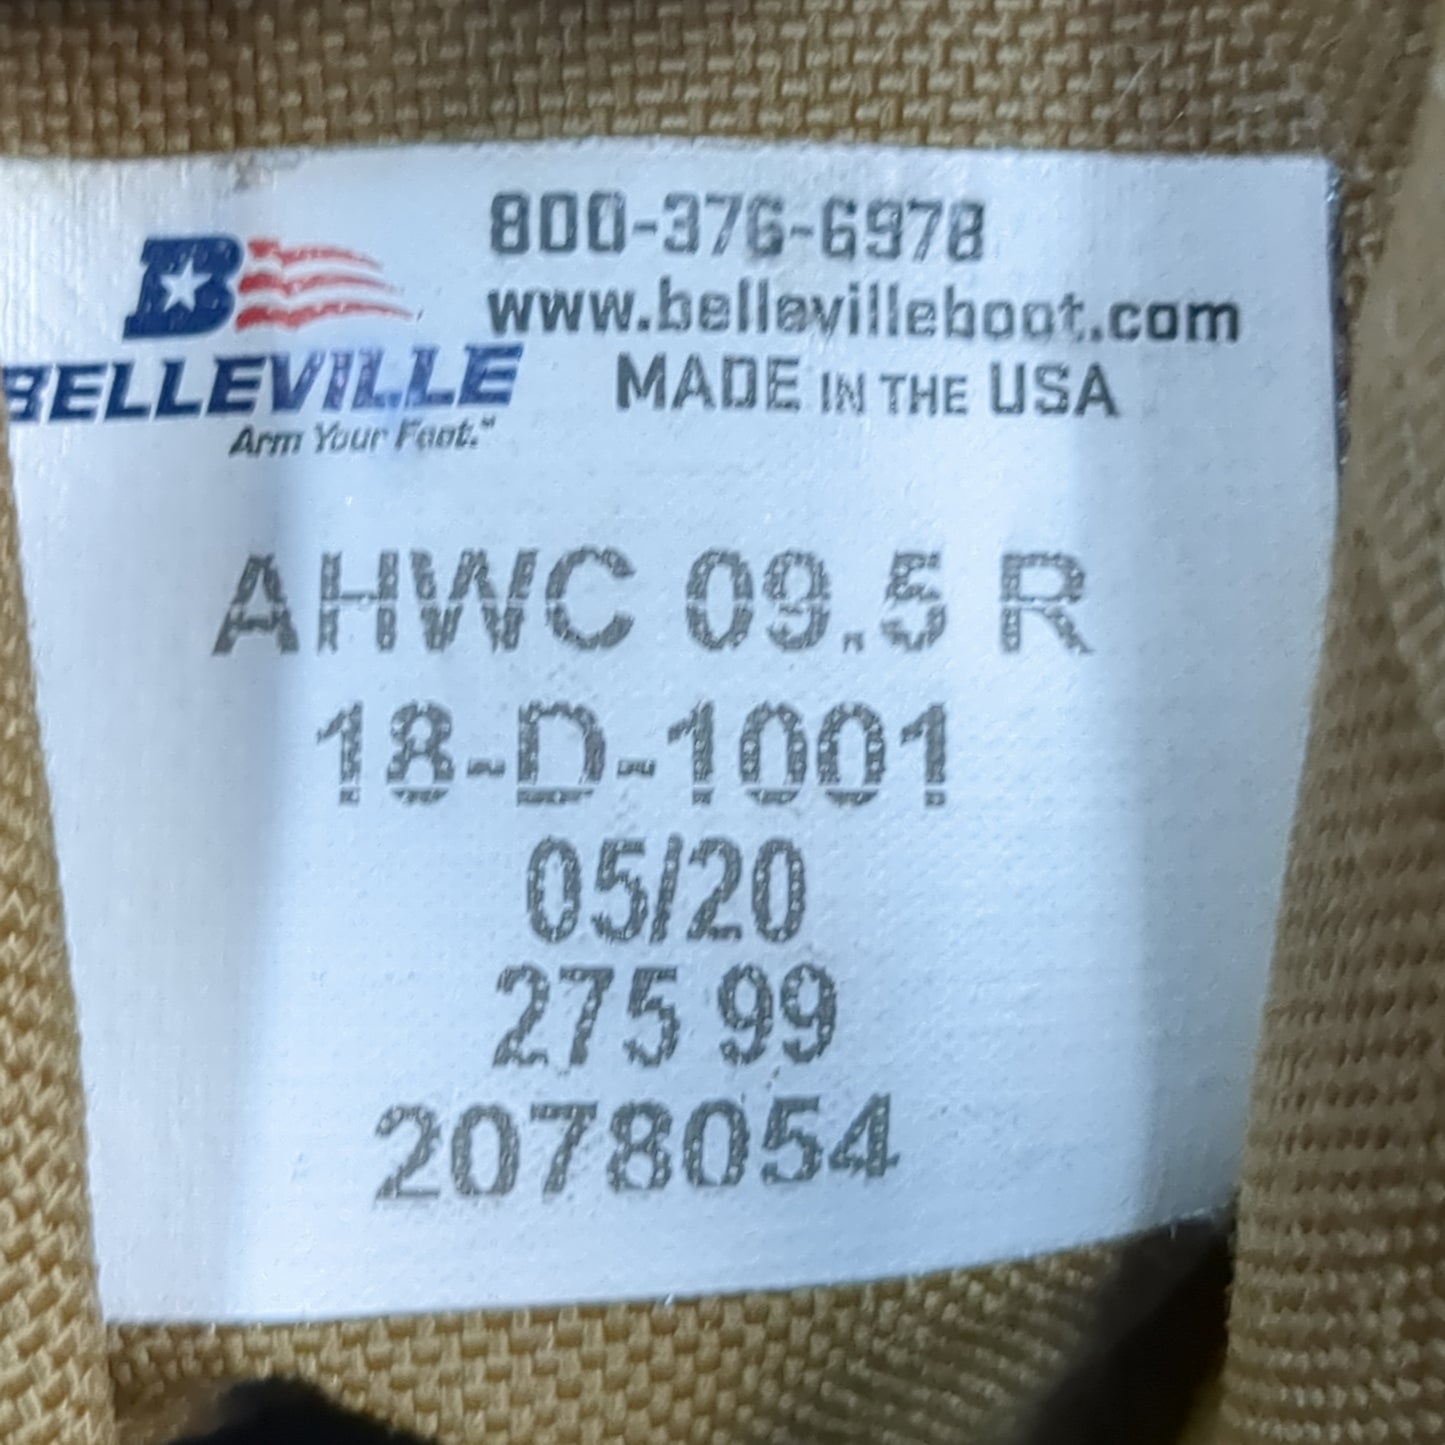 800-376-6978
www.bellevilleboot.com
MADE IN THE USA
B
BELLEVILLE
Arm Your Foot.™
AHWC 09.5 R
18-D-1001
05/20
275 99
2078054